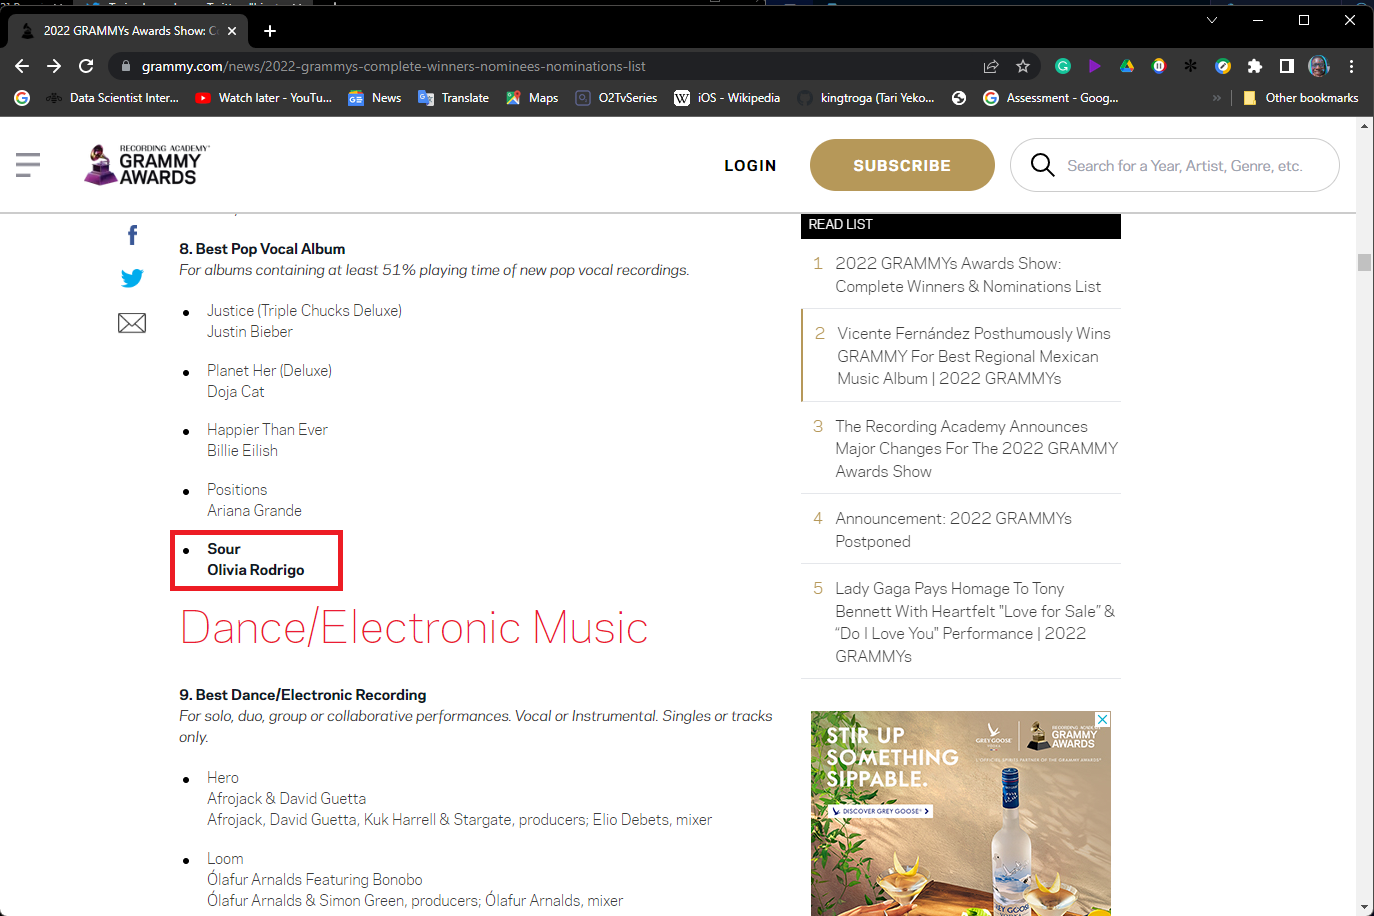 2022 GRAMMYs Awards Show: C
grammy.com/news/2022-grammys-complete-winners-nominees-nominations-list
Data Scientist Inter...
Watch later - YouTu...
News
Translate
Maps
O2TvSeries
iOS - Wikipedia
kingtroga (Tari Yeko...
Assessment - Goog...
Other bookmarks
RECORDING ACADEMY
GRAMMY
AWARDS
LOGIN
SUBSCRIBE
Search for a Year, Artist, Genre, etc.
8. Best Pop Vocal Album
For albums containing at least 51% playing time of new pop vocal recordings.
Justice (Triple Chucks Deluxe)
Justin Bieber
Planet Her (Deluxe)
Doja Cat
Happier Than Ever
Billie Eilish
Positions
Ariana Grande
Sour
Olivia Rodrigo
Dance/Electronic Music
9. Best Dance/Electronic Recording
For solo, duo, group or collaborative performances. Vocal or Instrumental. Singles or tracks
only.
Hero
Afrojack & David Guetta
Afrojack, David Guetta, Kuk Harrell & Stargate, producers; Elio Debets, mixer
Loom
Ólafur Arnalds Featuring Bonobo
Ólafur Arnalds & Simon Green, producers; Ólafur Arnalds, mixer
READ LIST
1 2022 GRAMMYs Awards Show:
Complete Winners & Nominations List
2 Vicente Fernández Posthumously Wins
GRAMMY For Best Regional Mexican
Music Album | 2022 GRAMMYs
3 The Recording Academy Announces
Major Changes For The 2022 GRAMMY
Awards Show
4 Announcement: 2022 GRAMMYs
Postponed
5 Lady Gaga Pays Homage To Tony
Bennett With Heartfelt "Love for Sale” &
“Do I Love You" Performance | 2022
GRAMMYs
STIR UP
SOMETHING
SIPPABLE.
DISCOVER GREY GOOSE
GREY GOOSE
RECORDING ACADEMY
GRAMMY
AWARDS
GREY GOOSE